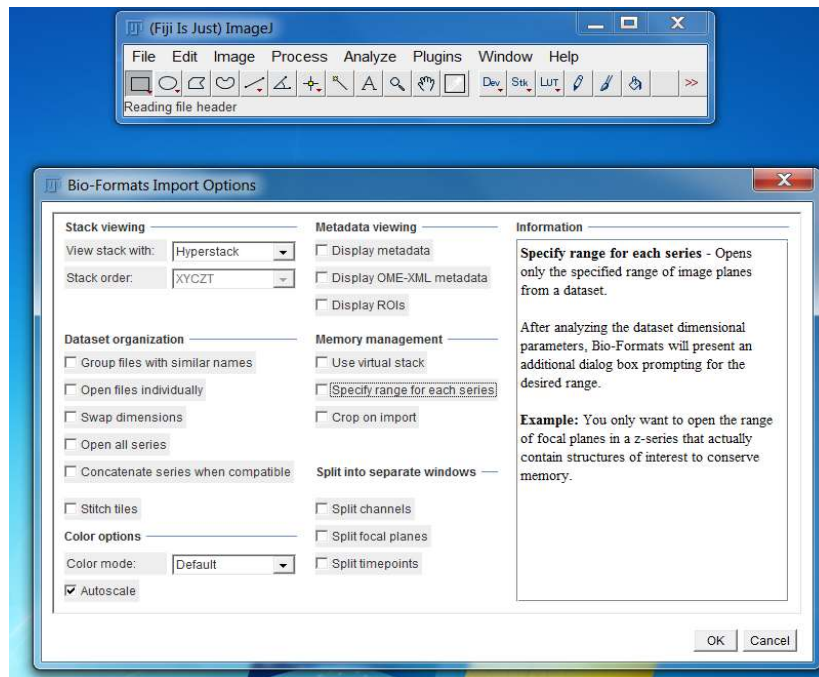 (Fiji Is Just) ImageJ
File Edit Image Process Analyze Plugins Window Help
A Dev Stk LUT >>
Reading file header
Bio-Formats Import Options
Stack viewing
View stack with: Hyperstack
Stack order: XYCZT
Dataset organization
Group files with similar names
Open files individually
Swap dimensions
Open all series
Concatenate series when compatible
Stitch tiles
Color options
Color mode: Default
Autoscale
Metadata viewing
Display metadata
Display OME-XML metadata
Display ROIs
Memory management
Use virtual stack
Specify range for each series
Crop on import
Split into separate windows
Split channels
Split focal planes
Split timepoints
Information
Specify range for each series - Opens
only the specified range of image planes
from a dataset.
After analyzing the dataset dimensional
parameters, Bio-Formats will present an
additional dialog box prompting for the
desired range.
Example: You only want to open the range
of focal planes in a z-series that actually
contain structures of interest to conserve
memory.
OK Cancel